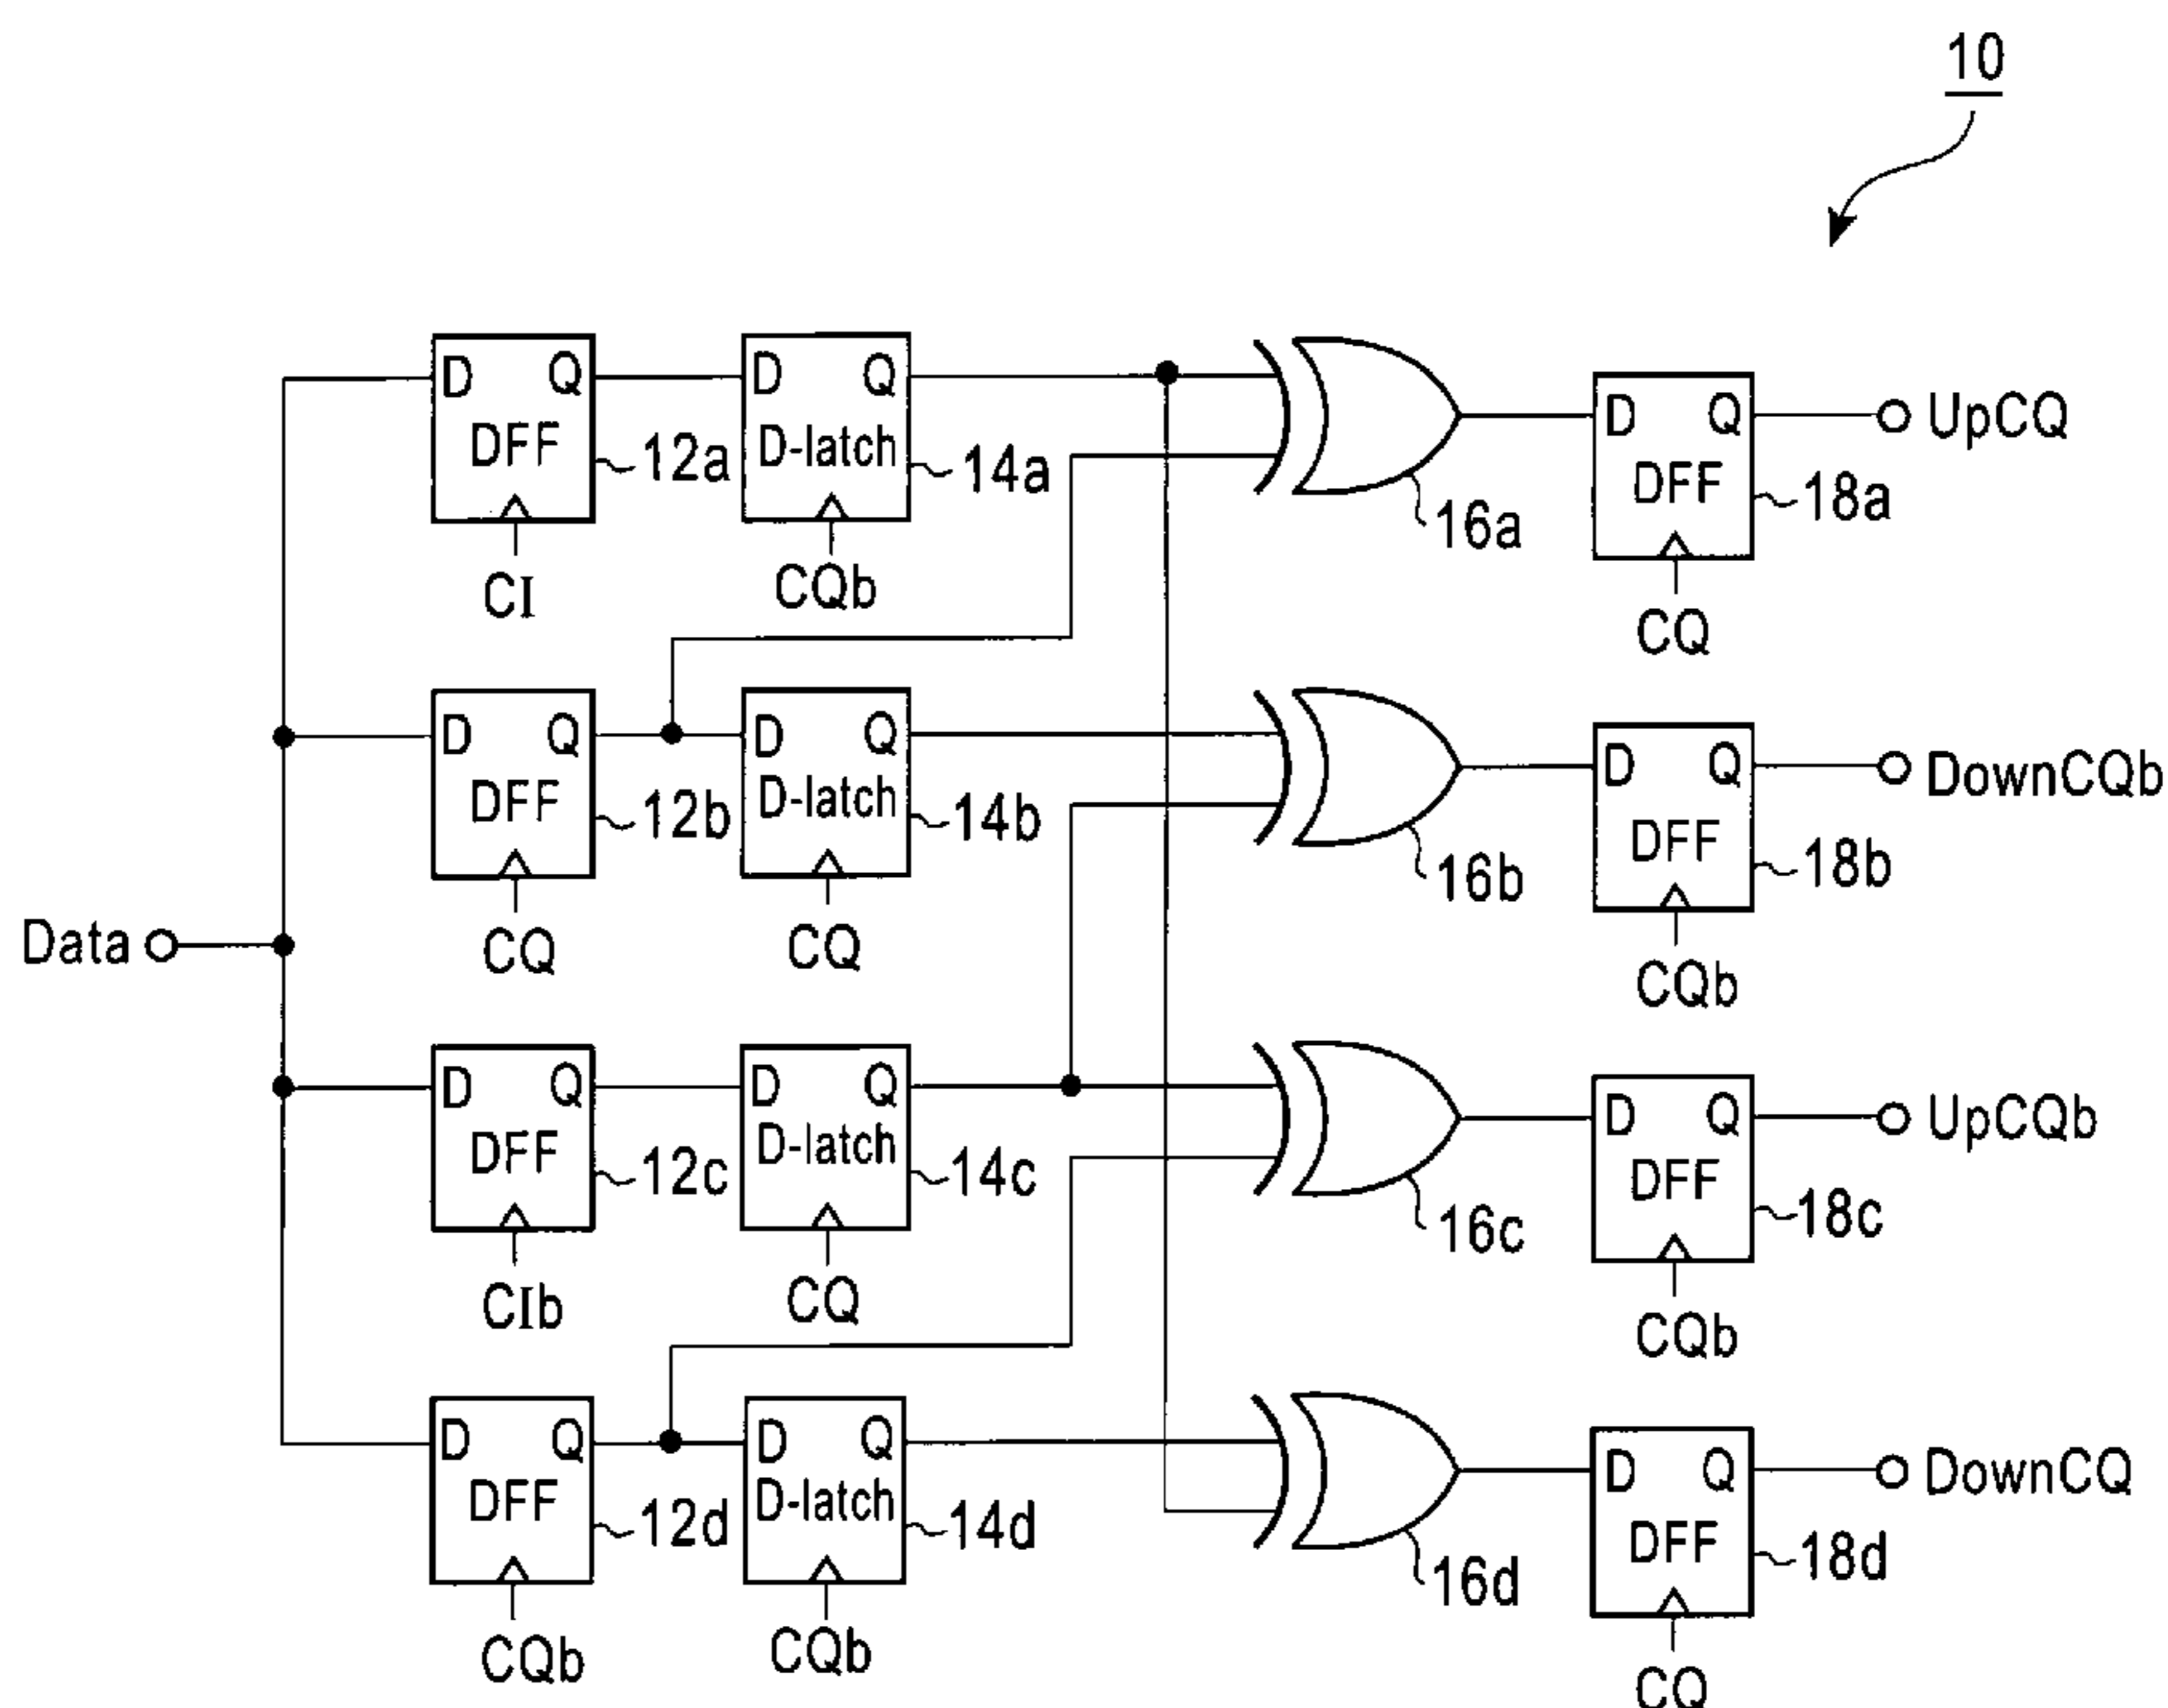 10
D Q
DFF
12a
CI
D Q
D-latch
14a
CQb
16a
D Q
DFF
18a
CQ
UpCQ
D Q
DFF
12b
CQ
D Q
D-latch
14b
CQ
16b
D Q
DFF
18b
CQb
DownCQb
Data
D Q
DFF
12c
CIb
D Q
D-latch
14c
CQ
16c
D Q
DFF
18c
CQb
UpCQb
D Q
DFF
12d
CQb
D Q
D-latch
14d
CQb
16d
D Q
DFF
18d
CQ
DownCQ